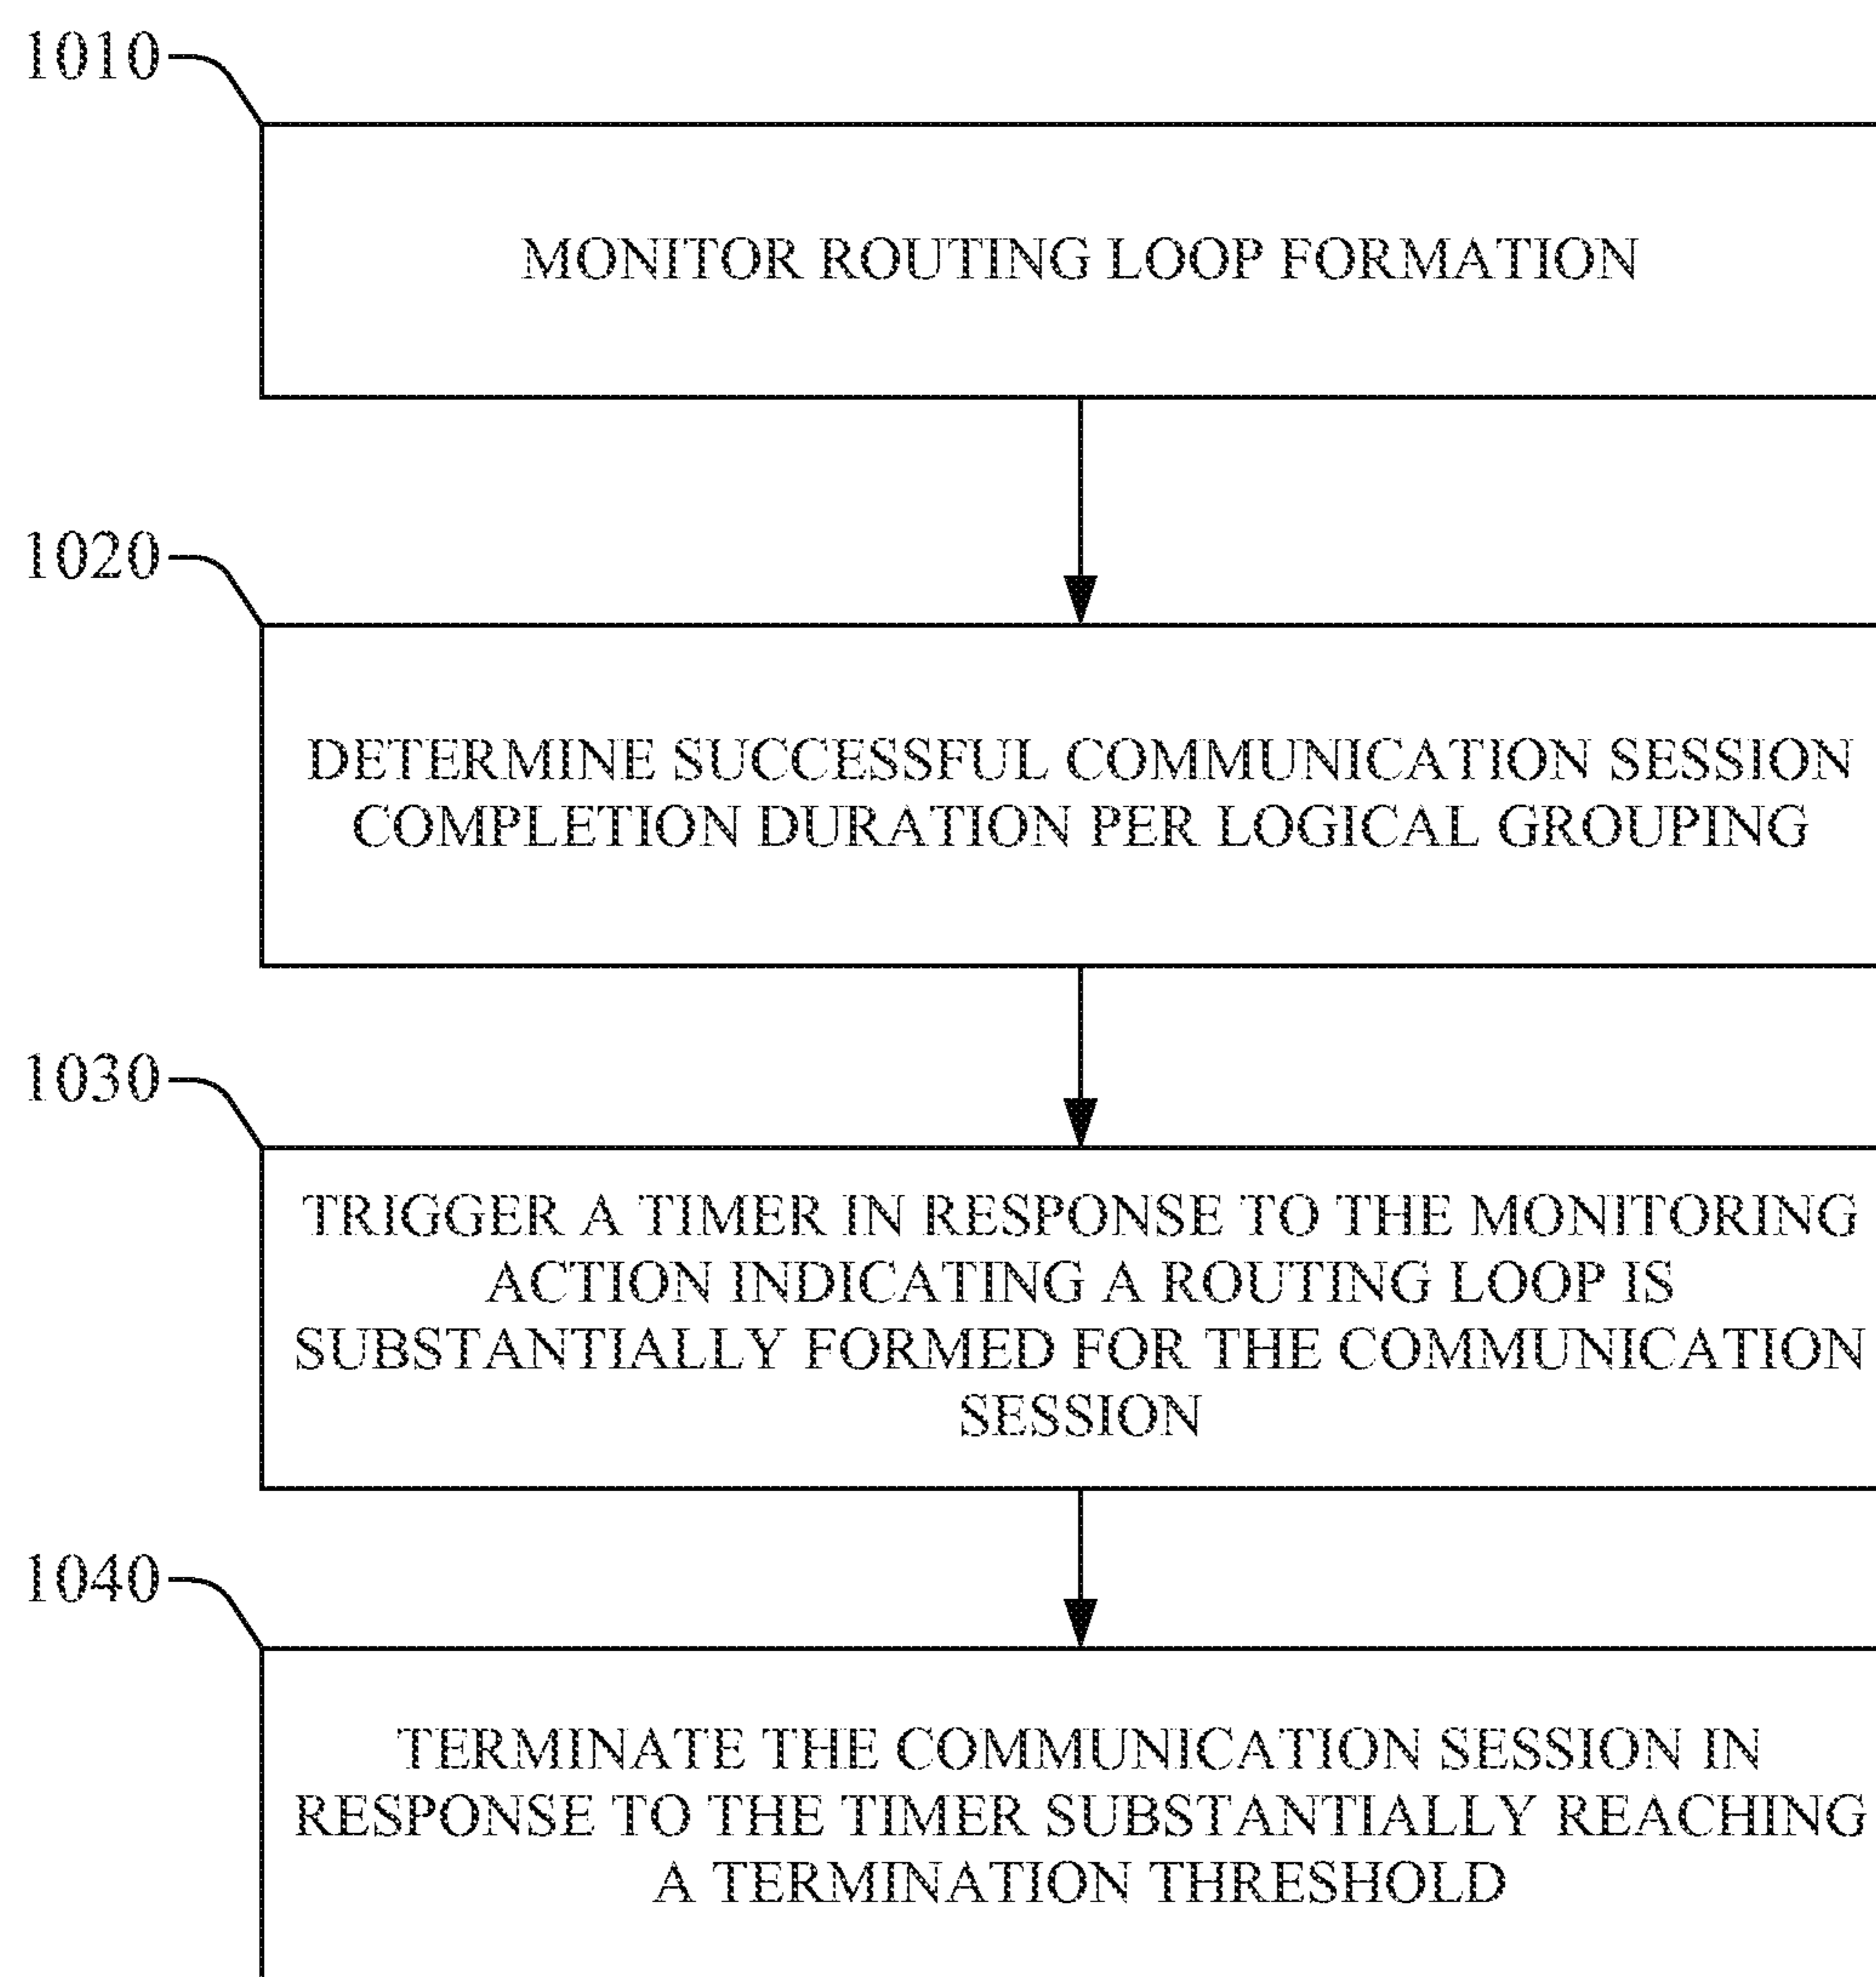 1010
MONITOR ROUTING LOOP FORMATION
1020
DETERMINE SUCCESSFUL COMMUNICATION SESSION
COMPLETION DURATION PER LOGICAL GROUPING
1030
TRIGGER A TIMER IN RESPONSE TO THE MONITORING
ACTION INDICATING A ROUTING LOOP IS
SUBSTANTIALLY FORMED FOR THE COMMUNICATION
SESSION
1040
TERMINATE THE COMMUNICATION SESSION IN
RESPONSE TO THE TIMER SUBSTANTIALLY REACHING
A TERMINATION THRESHOLD